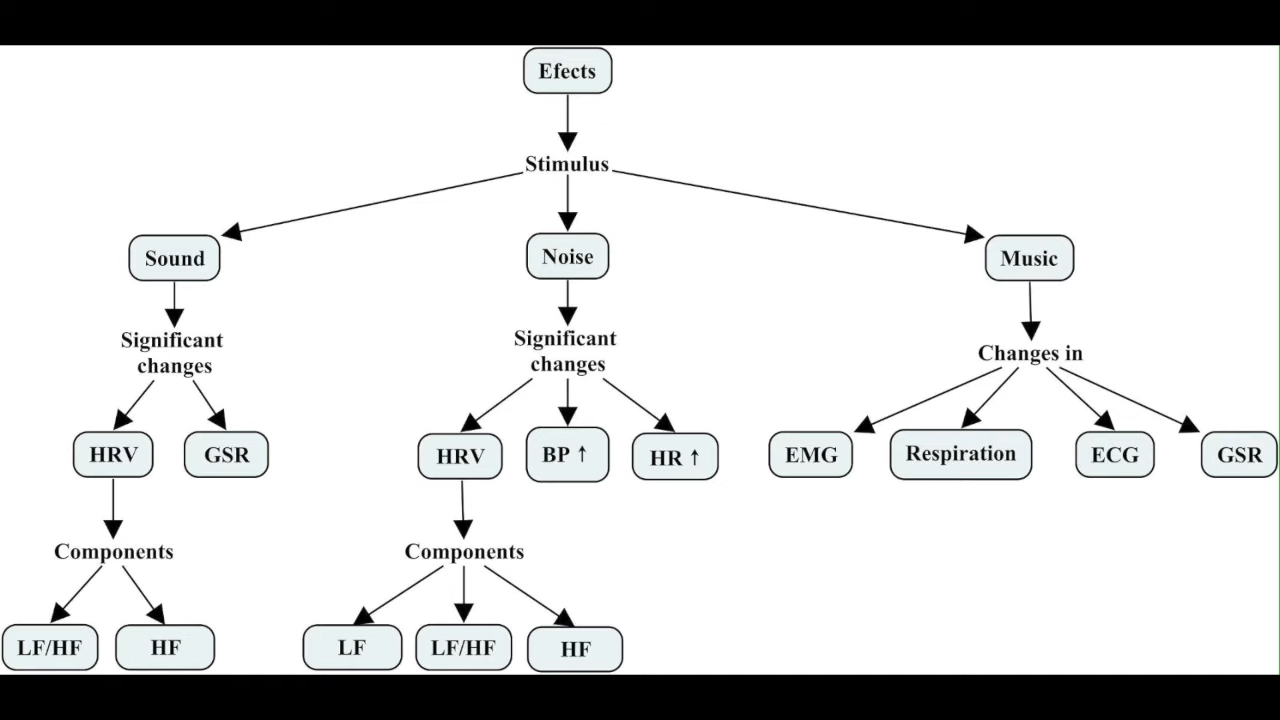 Efects
Stimulus
Sound
Noise
Music
Significant
changes
Significant
changes
Changes in
HRV
GSR
HRV
BP ↑
HR ↑
EMG
Respiration
ECG
GSR
Components
Components
LF/HF
HF
LF
LF/HF
HF